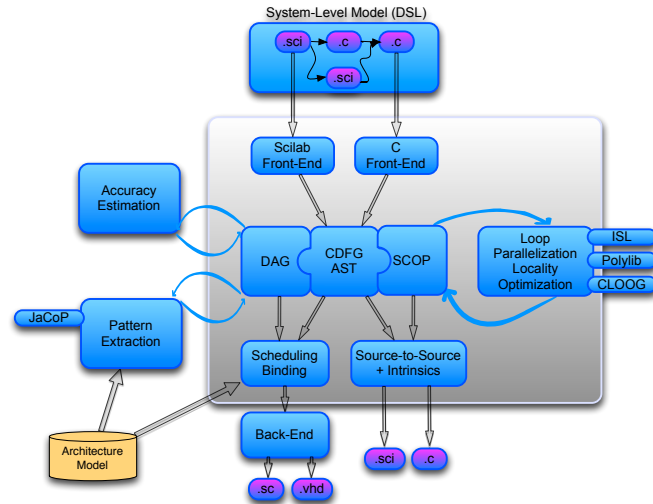 System-Level Model (DSL)
.sci
.c
.c
.sci
Scilab
Front-End
C
Front-End
Accuracy
Estimation
DAG
CDFG
AST
SCOP
Loop
Parallelization
Locality
Optimization
ISL
Polylib
CLOOG
JaCoP
Pattern
Extraction
Scheduling
Binding
Source-to-Source
+ Intrinsics
Architecture
Model
Back-End
.sci
.c
.sc
.vhd